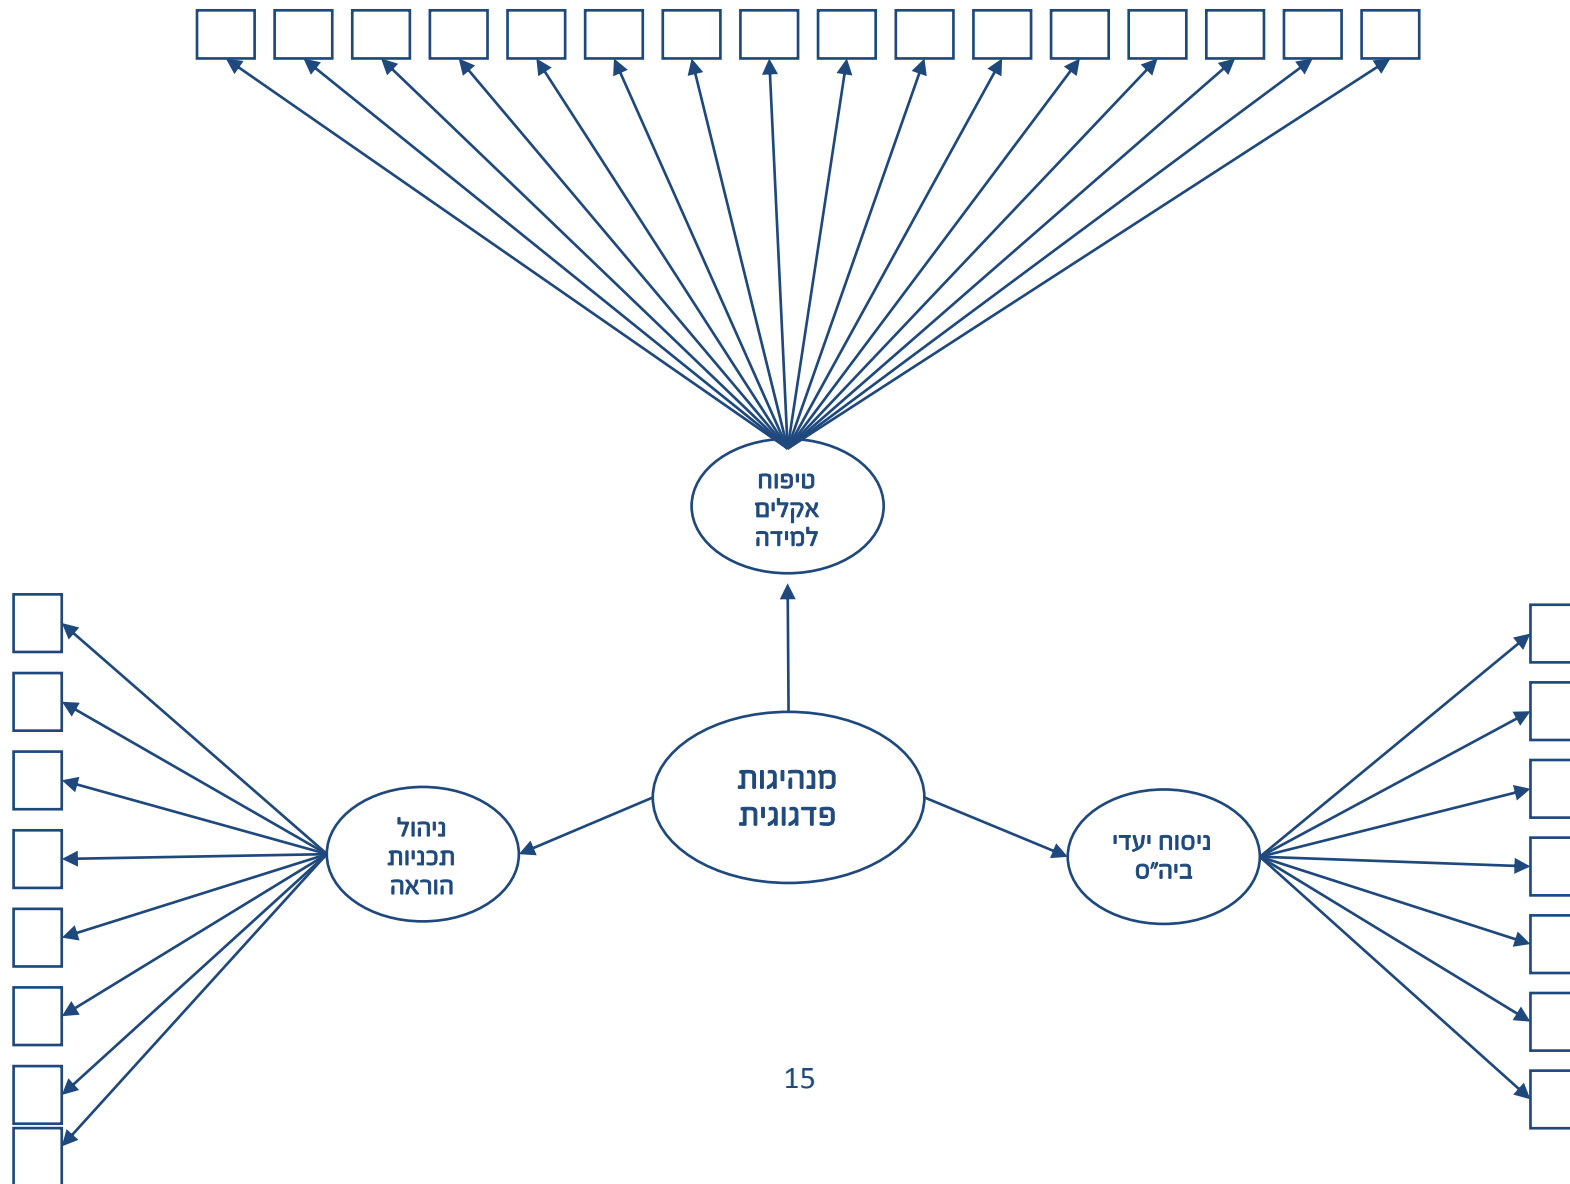 טיפוח
אקלים
למידה
מנהיגות
פדגוגית
ניסוח יעדי
ביה"ס
ניהול
תכניות
הוראה
15